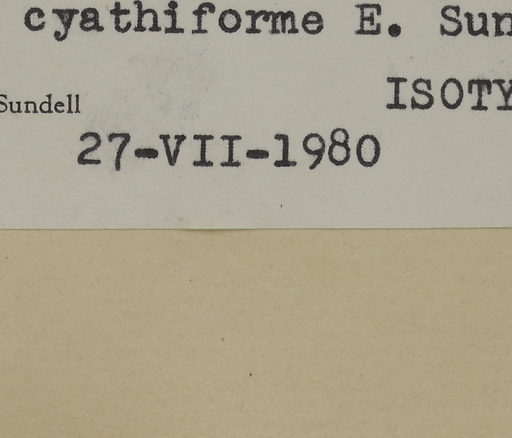 cyathiforme E. Sun
Sundell
ISOTY
27-VII-1980